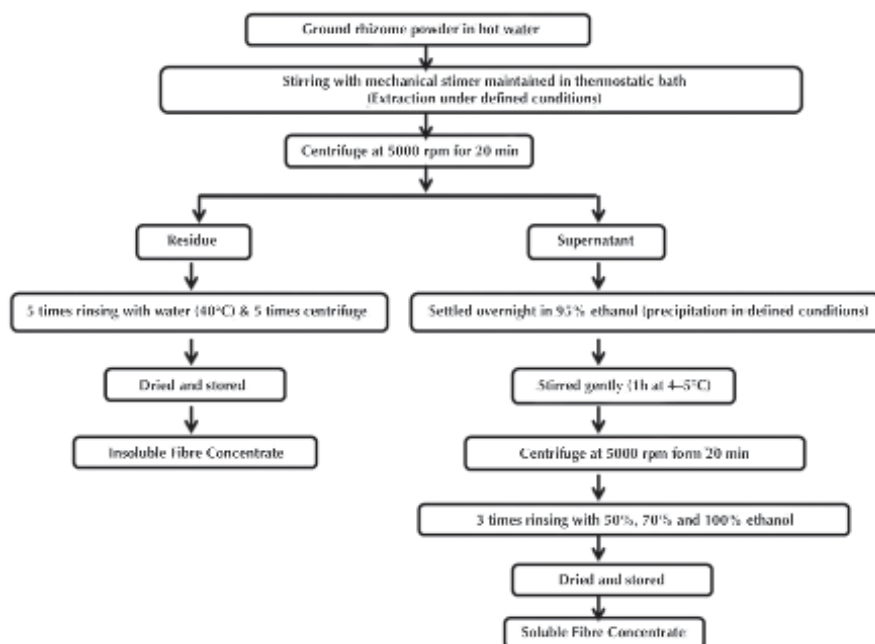 Ground rhizome powder in hot water
Stirring with mechanical stimer maintained in thermostatic bath
(Extraction under defined conditions)
Centrifuge at 5000 rpm for 20 min
Residue
Supernatant
5 times rinsing with water (40°C) & 5 times centrifuge
Settled overnight in 95% ethanol (precipitation in defined conditions)
Dried and stored
Stirred gently (1h at 4–5°C)
Insoluble Fibre Concentrate
Centrifuge at 5000 rpm form 20 min
3 times rinsing with 50%, 70% and 100% ethanol
Dried and stored
Soluble Fibre Concentrate